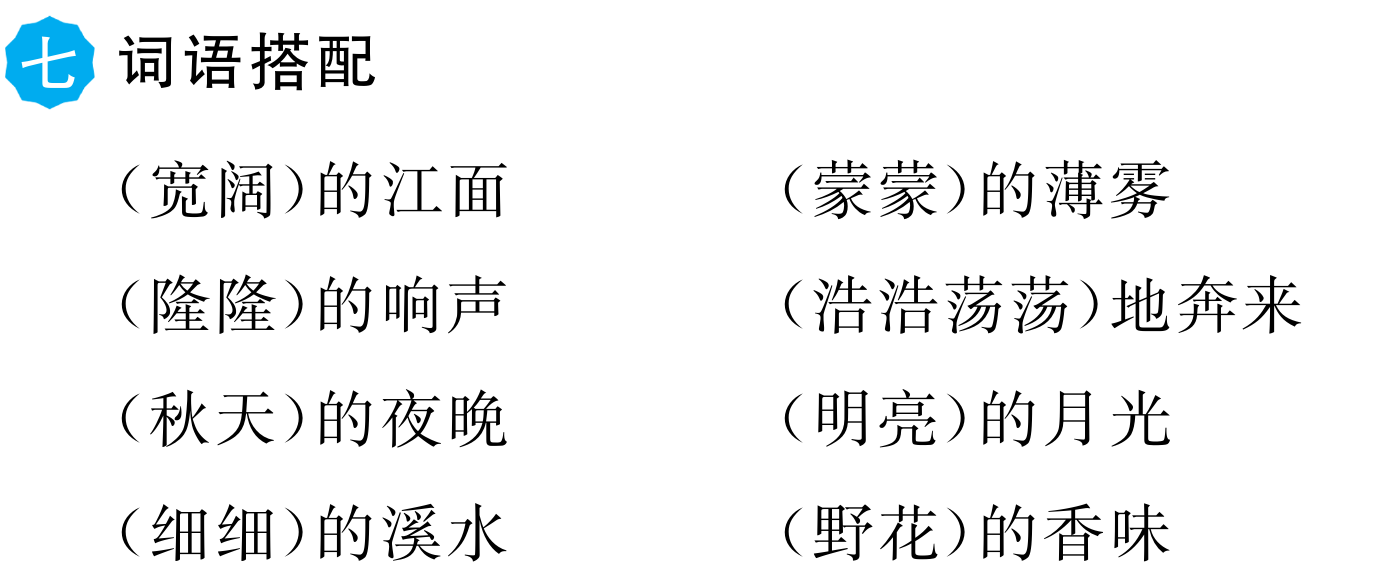 七 词语搭配
（宽阔）的江面 （蒙蒙）的薄雾
（隆隆）的响声 （浩浩荡荡）地奔来
（秋天）的夜晚 （明亮）的月光
（细细）的溪水 （野花）的香味